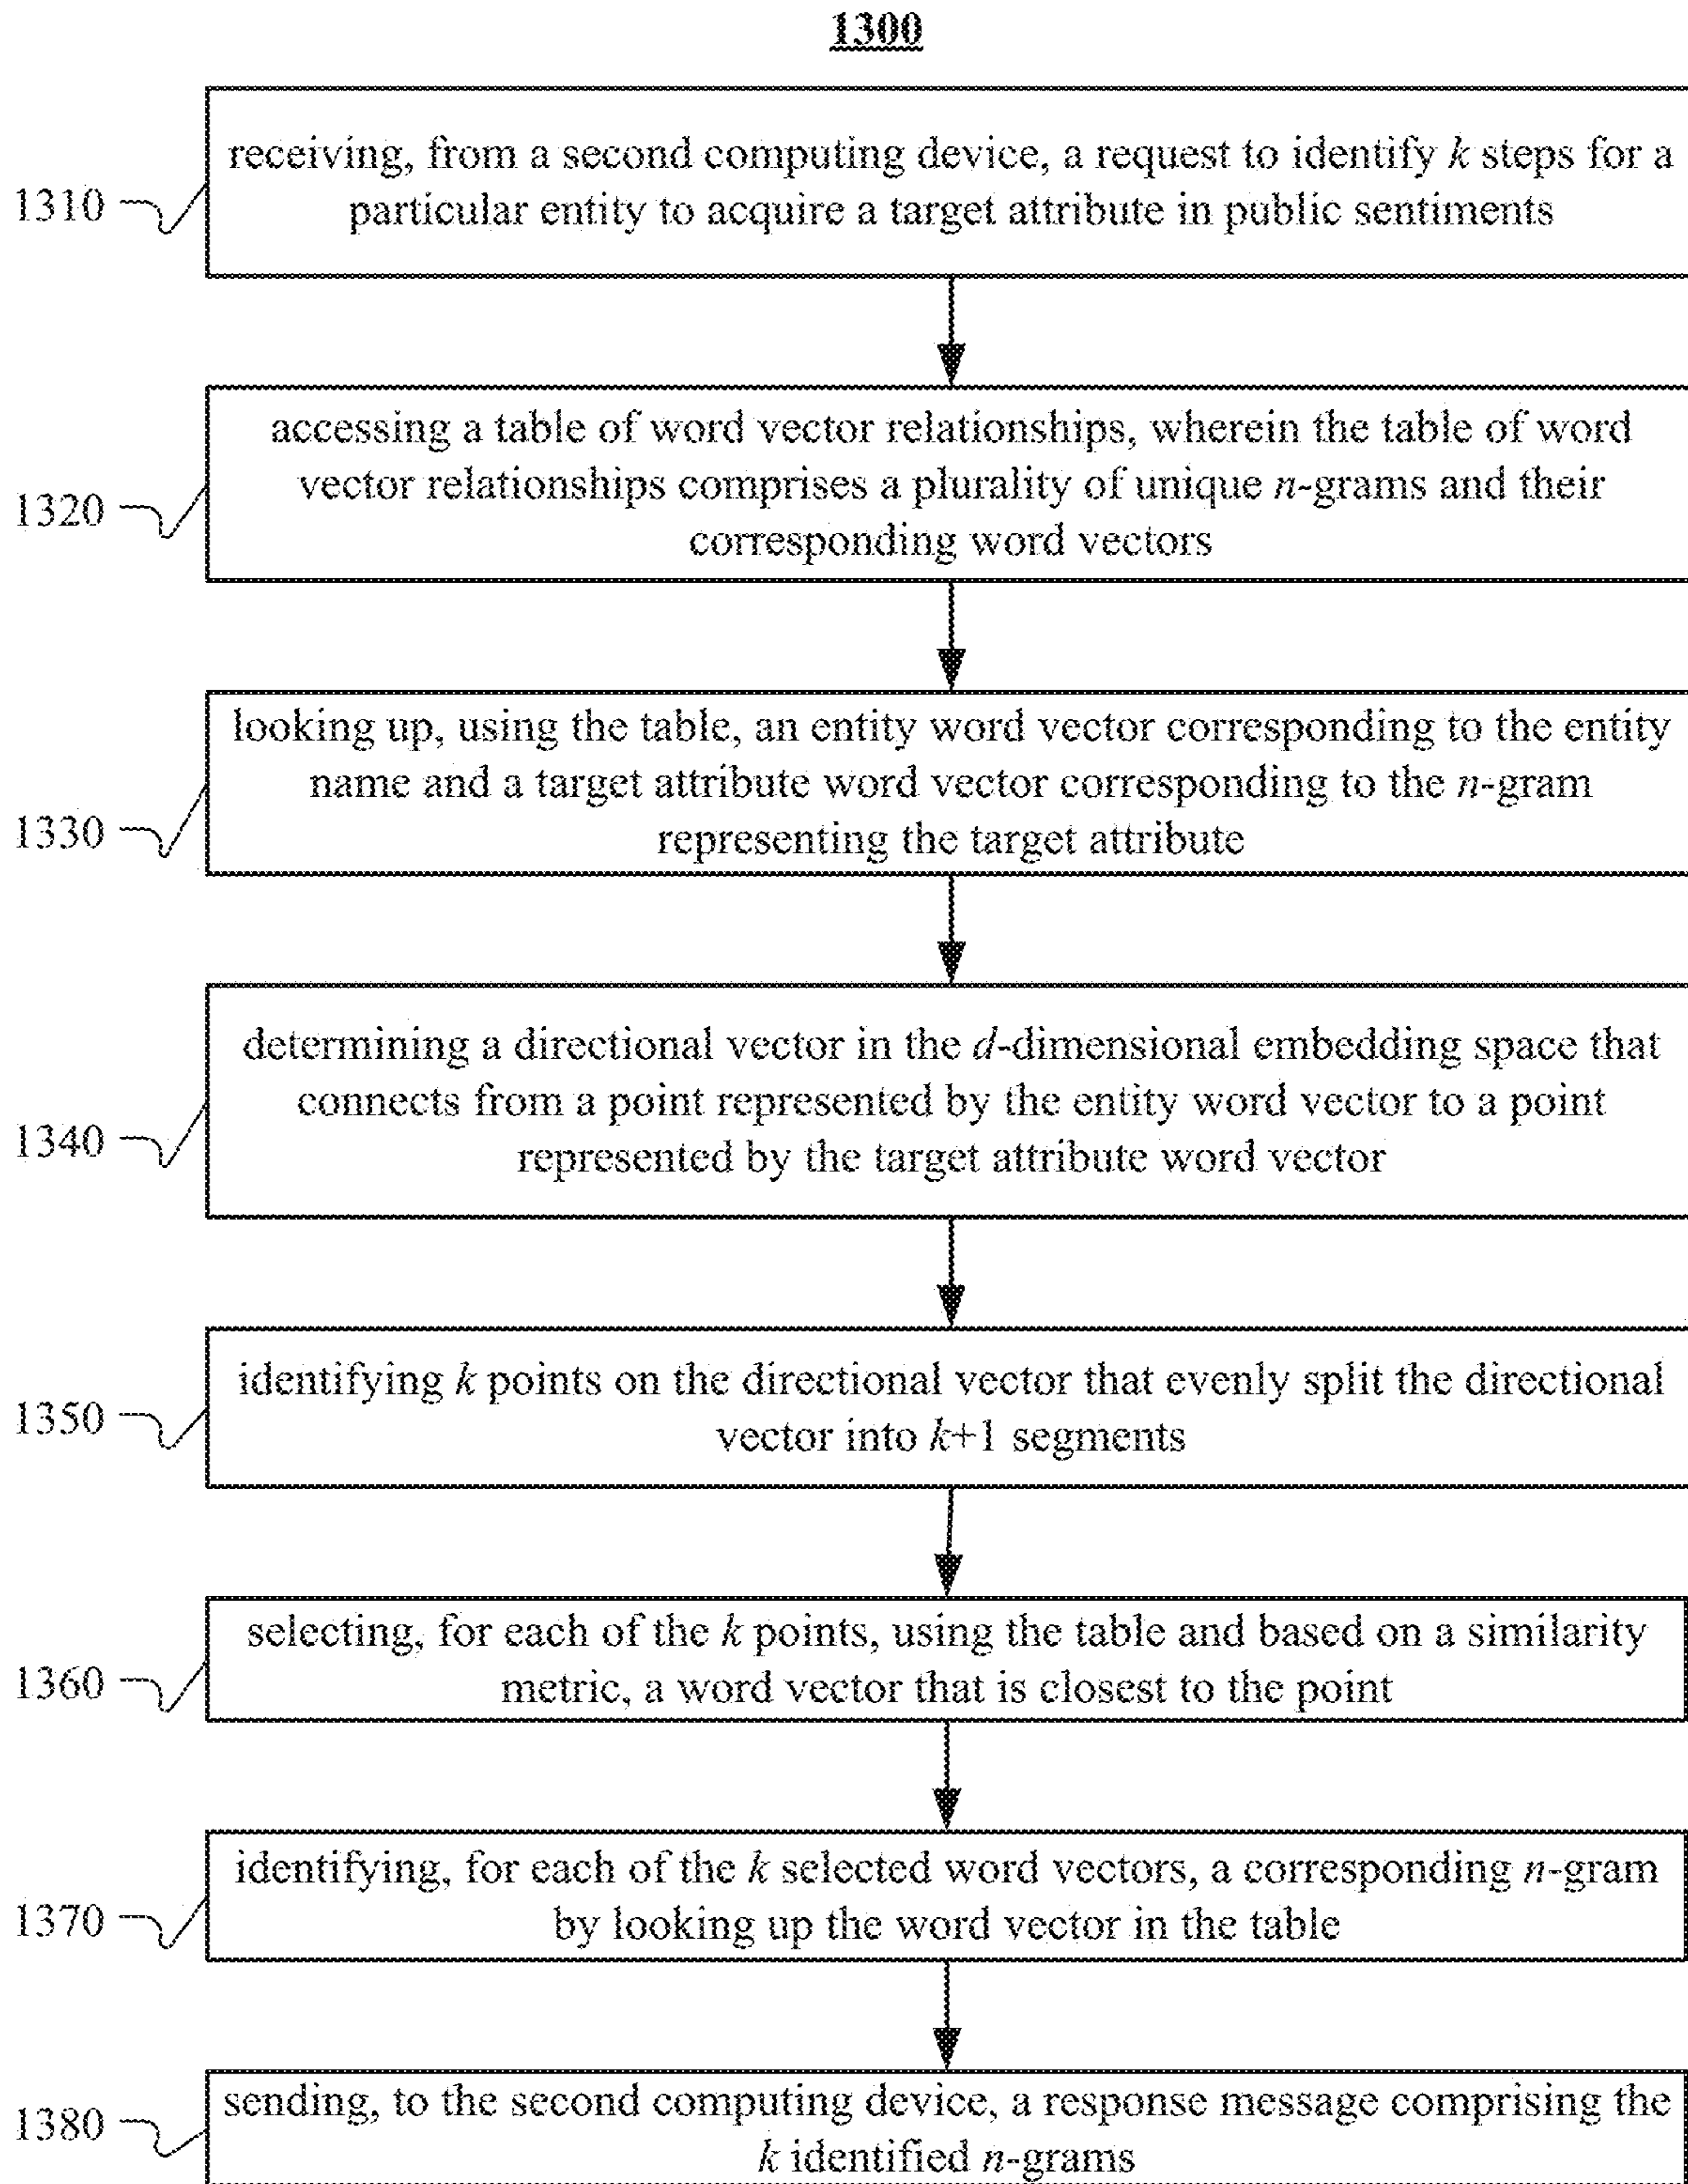 1300
receiving, from a second computing device, a request to identify k steps for a
particular entity to acquire a target attribute in public sentiments
1310
accessing a table of word vector relationships, wherein the table of word
vector relationships comprises a plurality of unique n-grams and their
corresponding word vectors
1320
looking up, using the table, an entity word vector corresponding to the entity
name and a target attribute word vector corresponding to the n-gram
representing the target attribute
1330
determining a directional vector in the d-dimensional embedding space that
connects from a point represented by the entity word vector to a point
represented by the target attribute word vector
1340
identifying k points on the directional vector that evenly split the directional
vector into k+1 segments
1350
selecting, for each of the k points, using the table and based on a similarity
metric, a word vector that is closest to the point
1360
identifying, for each of the k selected word vectors, a corresponding n-gram
by looking up the word vector in the table
1370
sending, to the second computing device, a response message comprising the
k identified n-grams
1380